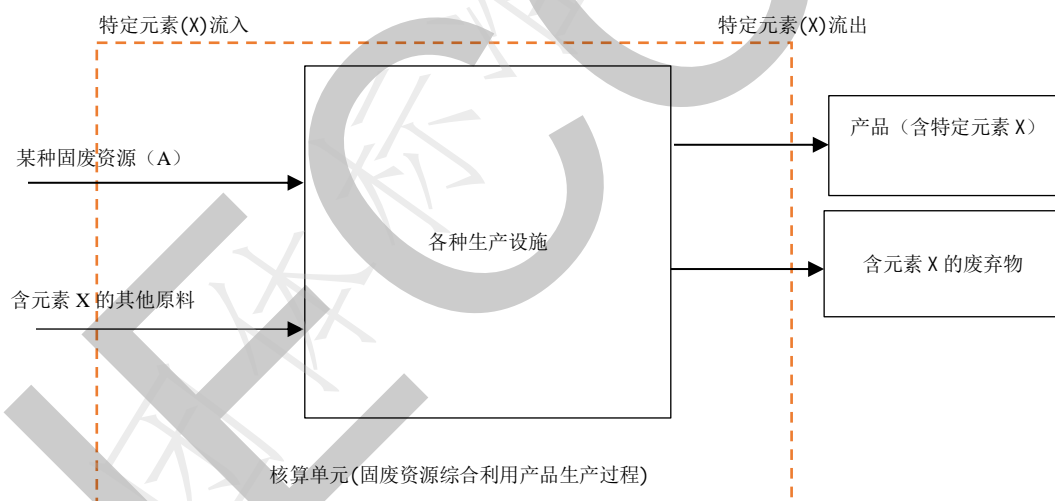 特定元素(X)流入
特定元素(X)流出
产品（含特定元素 X）
某种固废资源（A）
各种生产设施
含元素 X 的废弃物
含元素 X 的其他原料
核算单元(固废资源综合利用产品生产过程)